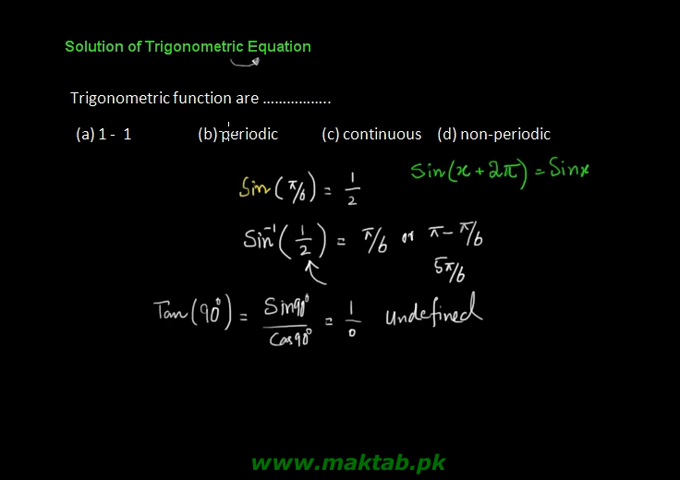 Solution of Trigonometric Equation
Trigonometric function are .................
(a) 1 - 1 (b) periodic (c) continuous (d) non-periodic
Sin(x + 2π) = Sinx
Sin(π/6) = 1/2
Sin⁻¹(1/2) = π/6 or π - π/6
5π/6
Tan(90°) = Sin90°/Cos90° = 1/0 undefined
www.maktab.pk